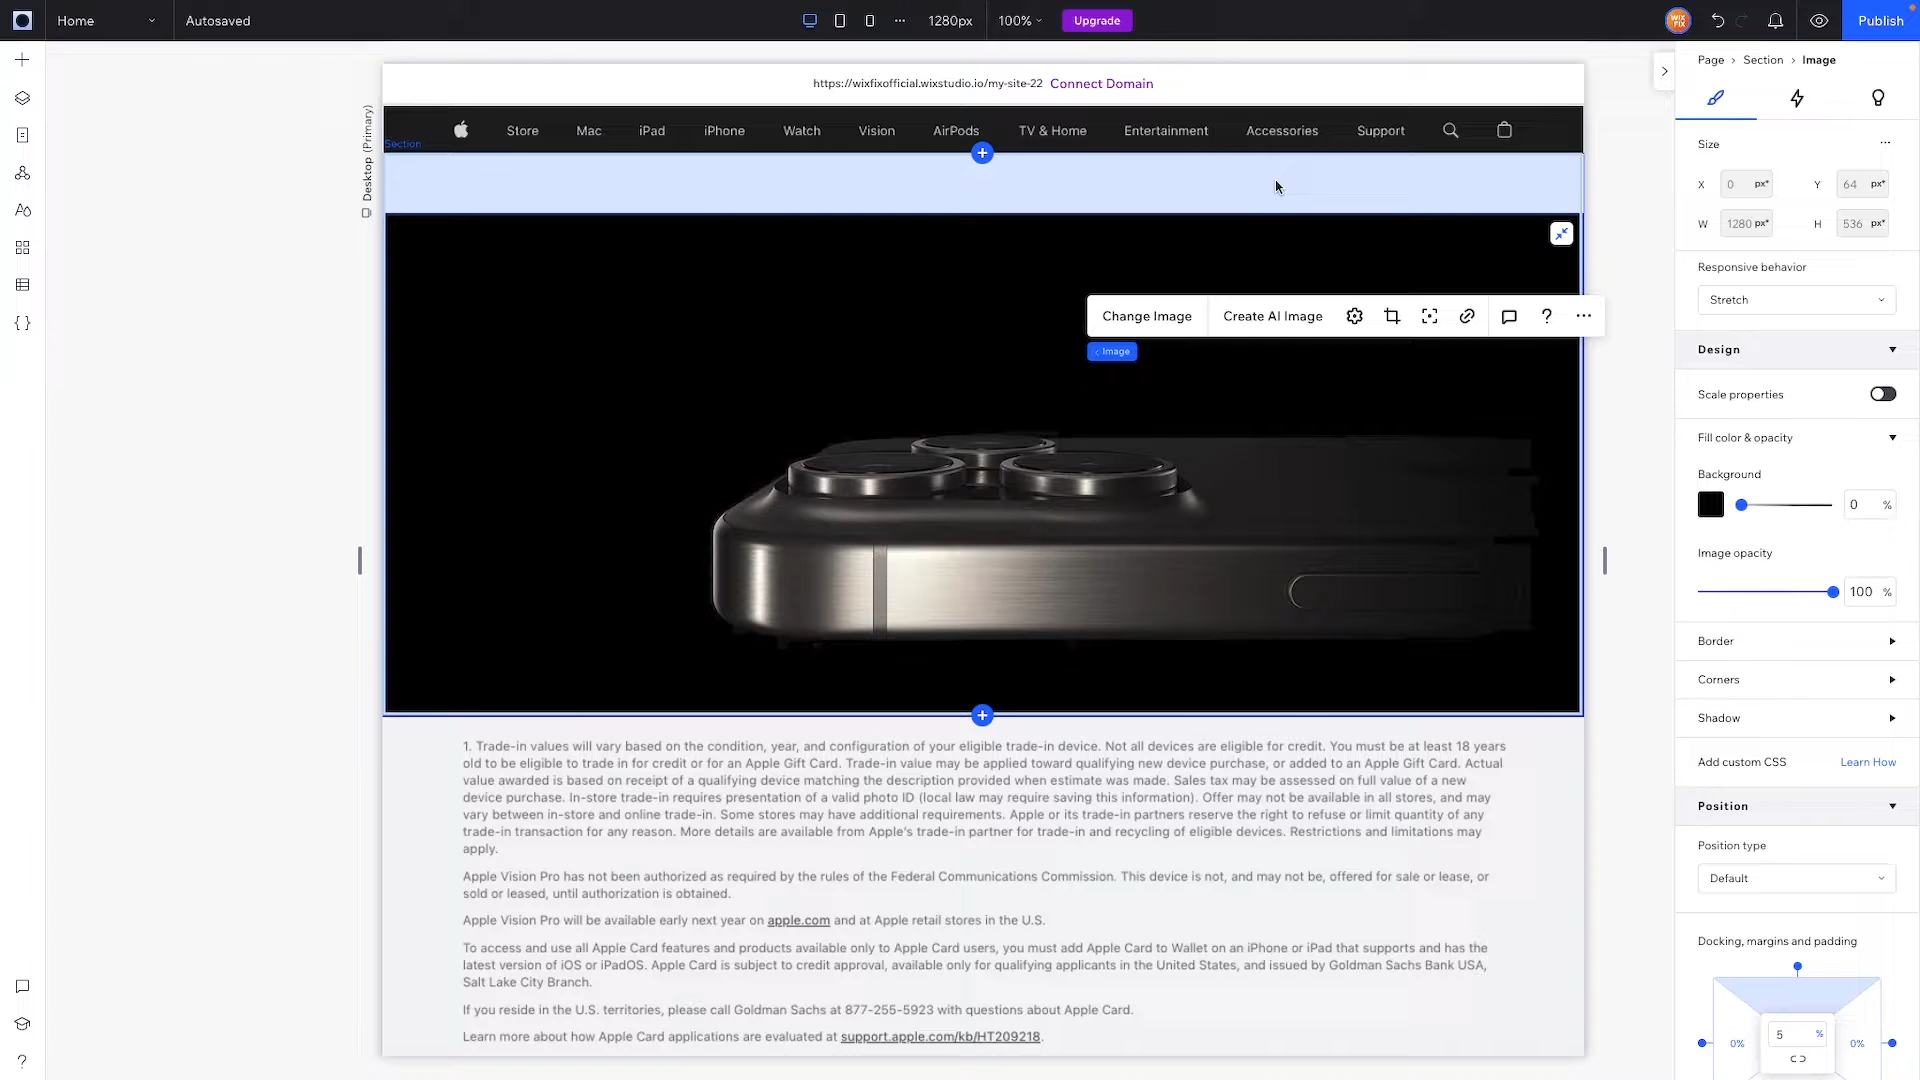 Home
Autosaved
1280px
100%
Upgrade
WIX
FIX
Publish
https://wixfixofficial.wixstudio.io/my-site-22 Connect Domain
Desktop (Primary)
Store Mac iPad iPhone Watch Vision AirPods TV & Home Entertainment Accessories Support
Section
Change Image
Create AI Image
?
Image
1. Trade-in values will vary based on the condition, year, and configuration of your eligible trade-in device. Not all devices are eligible for credit. You must be at least 18 years
old to be eligible to trade in for credit or for an Apple Gift Card. Trade-in value may be applied toward qualifying new device purchase, or added to an Apple Gift Card. Actual
value awarded is based on receipt of a qualifying device matching the description provided when estimate was made. Sales tax may be assessed on full value of a new
device purchase. In-store trade-in requires presentation of a valid photo ID (local law may require saving this information). Offer may not be available in all stores, and may
vary between in-store and online trade-in. Some stores may have additional requirements. Apple or its trade-in partners reserve the right to refuse or limit quantity of any
trade-in transaction for any reason. More details are available from Apple's trade-in partner for trade-in and recycling of eligible devices. Restrictions and limitations may
apply.
Apple Vision Pro has not been authorized as required by the rules of the Federal Communications Commission. This device is not, and may not be, offered for sale or lease, or
sold or leased, until authorization is obtained.
Apple Vision Pro will be available early next year on apple.com and at Apple retail stores in the U.S.
To access and use all Apple Card features and products available only to Apple Card users, you must add Apple Card to Wallet on an iPhone or iPad that supports and has the
latest version of iOS or iPadOS. Apple Card is subject to credit approval, available only for qualifying applicants in the United States, and issued by Goldman Sachs Bank USA,
Salt Lake City Branch.
If you reside in the U.S. territories, please call Goldman Sachs at 877-255-5923 with questions about Apple Card.
Learn more about how Apple Card applications are evaluated at support.apple.com/kb/HT209218.
Page > Section > Image
Size
X 0 px* Y 64 px*
W 1280 px* H 536 px*
Responsive behavior
Stretch
Design
Scale properties
Fill color & opacity
Background
0 %
Image opacity
100 %
Border
Corners
Shadow
Add custom CSS Learn How
Position
Position type
Default
Docking, margins and padding
5 %
0% 0%